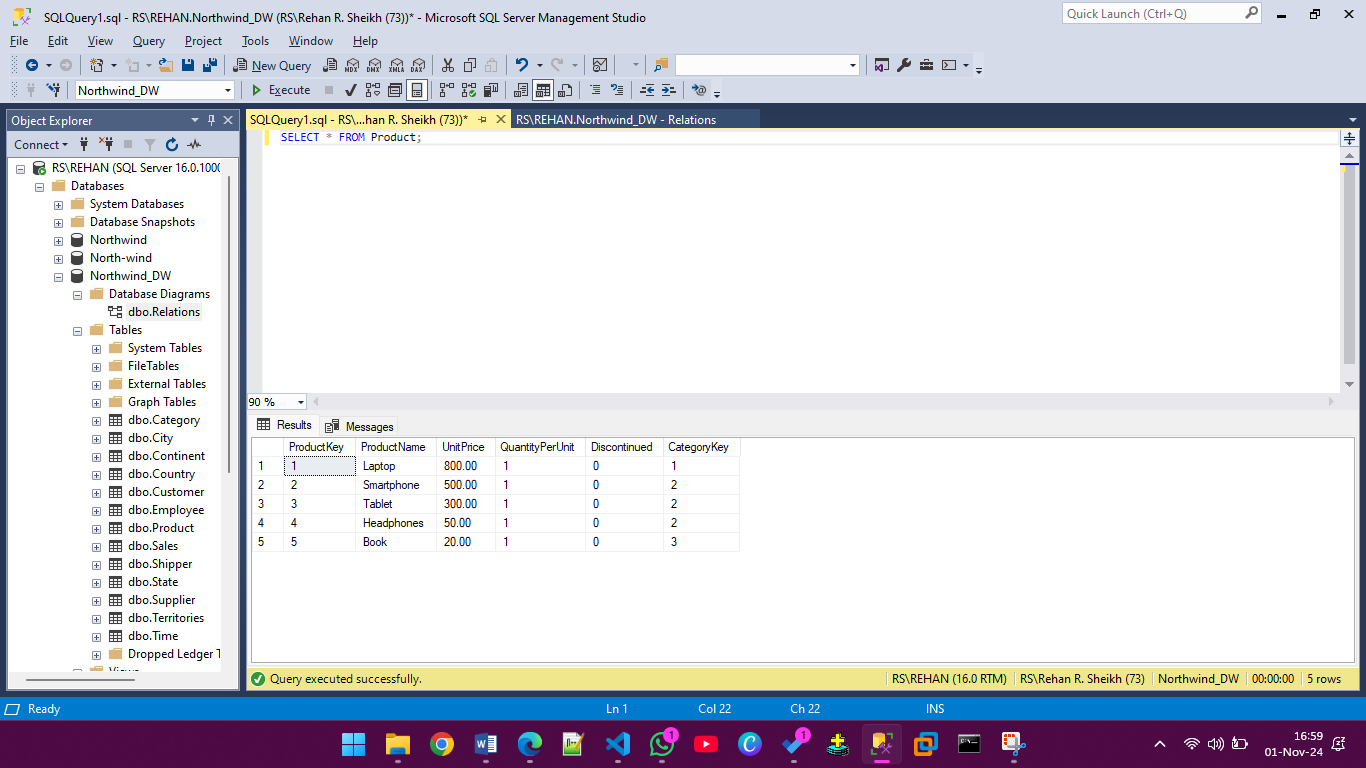 SQLQuery1.sql - RS\REHAN.Northwind_DW (RS\Rehan R. Sheikh (73))* - Microsoft SQL Server Management Studio
Quick Launch (Ctrl+Q)
File Edit View Query Project Tools Window Help
New Query MDX DMX XMLA DAX
Northwind_DW Execute
Object Explorer
Connect
RS\REHAN (SQL Server 16.0.1000
Databases
System Databases
Database Snapshots
Northwind
North-wind
Northwind_DW
Database Diagrams
dbo.Relations
Tables
System Tables
FileTables
External Tables
Graph Tables
dbo.Category
dbo.City
dbo.Continent
dbo.Country
dbo.Customer
dbo.Employee
dbo.Product
dbo.Sales
dbo.Shipper
dbo.State
dbo.Supplier
dbo.Territories
dbo.Time
Dropped Ledger T
Views
SQLQuery1.sql - RS\...han R. Sheikh (73))* RS\REHAN.Northwind_DW - Relations
SELECT * FROM Product;
90 %
Results Messages
ProductKey ProductName UnitPrice QuantityPerUnit Discontinued CategoryKey
1 1 Laptop 800.00 1 0 1
2 2 Smartphone 500.00 1 0 2
3 3 Tablet 300.00 1 0 2
4 4 Headphones 50.00 1 0 2
5 5 Book 20.00 1 0 3
Query executed successfully. RS\REHAN (16.0 RTM) RS\Rehan R. Sheikh (73) Northwind_DW 00:00:00 5 rows
Ready Ln 1 Col 22 Ch 22 INS
1 1
16:59
01-Nov-24